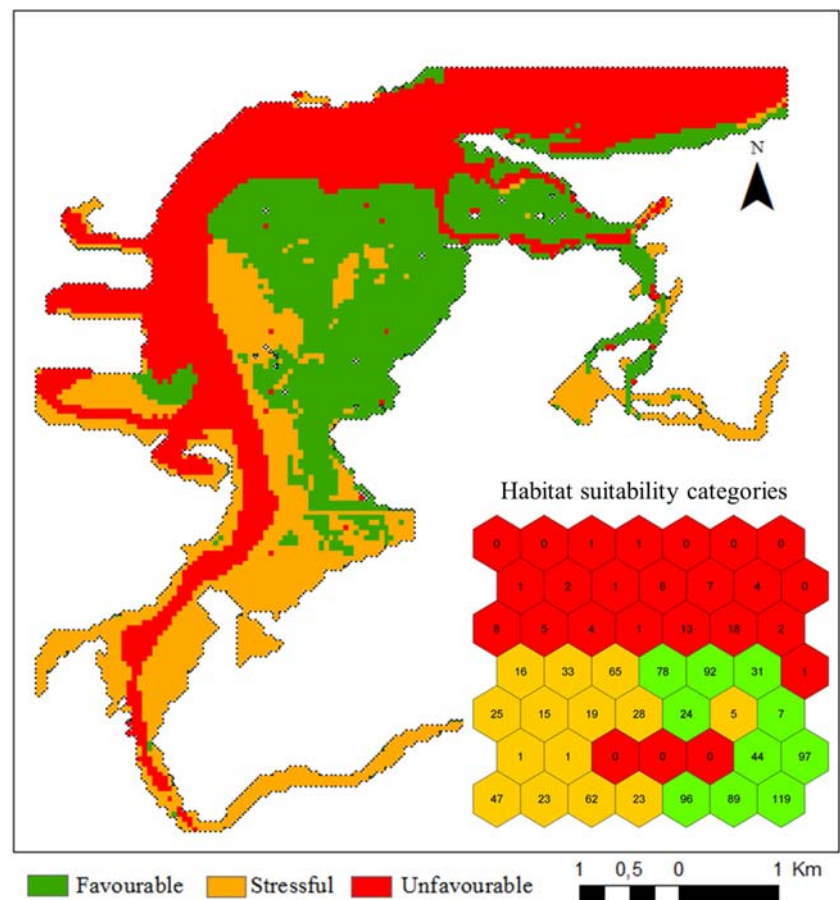 N
Habitat suitability categories
0 0 1 1 0 0 0
1 2 1 6 7 4 0
8 5 4 1 13 18 2
16 33 65 78 92 31 1
25 15 19 28 24 5 7
1 1 0 0 0 44 97
47 23 62 23 96 89 119
Favourable Stressful Unfavourable 1 0,5 0 1 Km